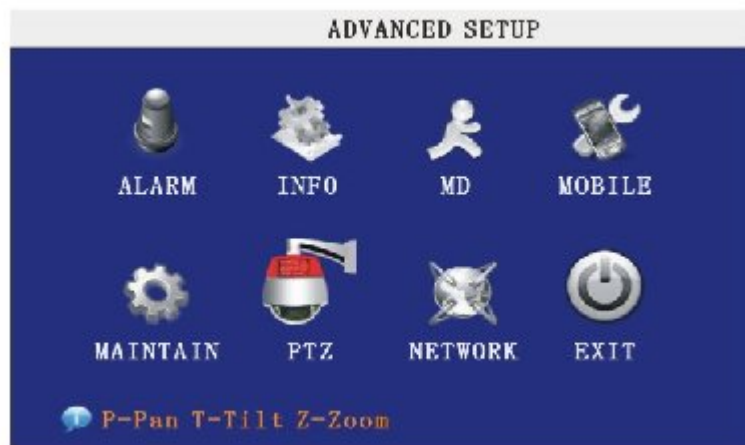 ADVANCED SETUP
ALARM INFO MD MOBILE
MAINTAIN PTZ NETWORK EXIT
P-Pan T-Tilt Z-Zoom